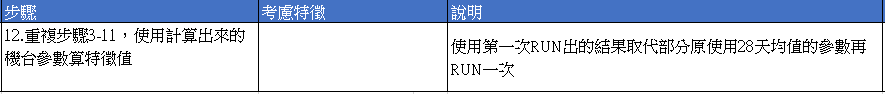 步驟 考慮特徵 說明
12.重複步驟3-11，使用計算出來的
機台參數算特徵值
使用第一次RUN出的結果取代部分原使用28天均值的參數再
RUN一次